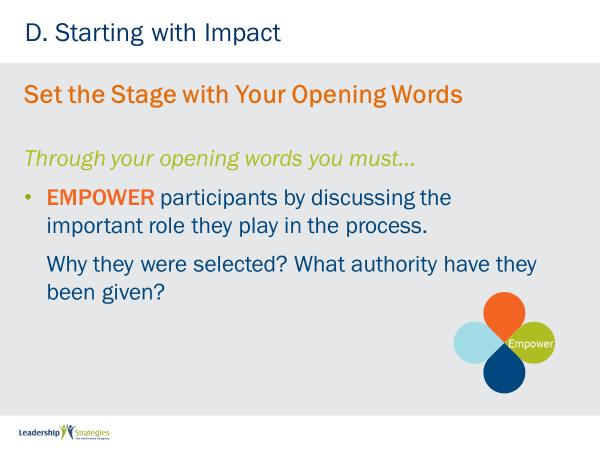 D. Starting with Impact
Set the Stage with Your Opening Words
Through your opening words you must...
• EMPOWER participants by discussing the
important role they play in the process.
Why they were selected? What authority have they
been given?
Empower
Leadership Strategies
The Facilitation Company